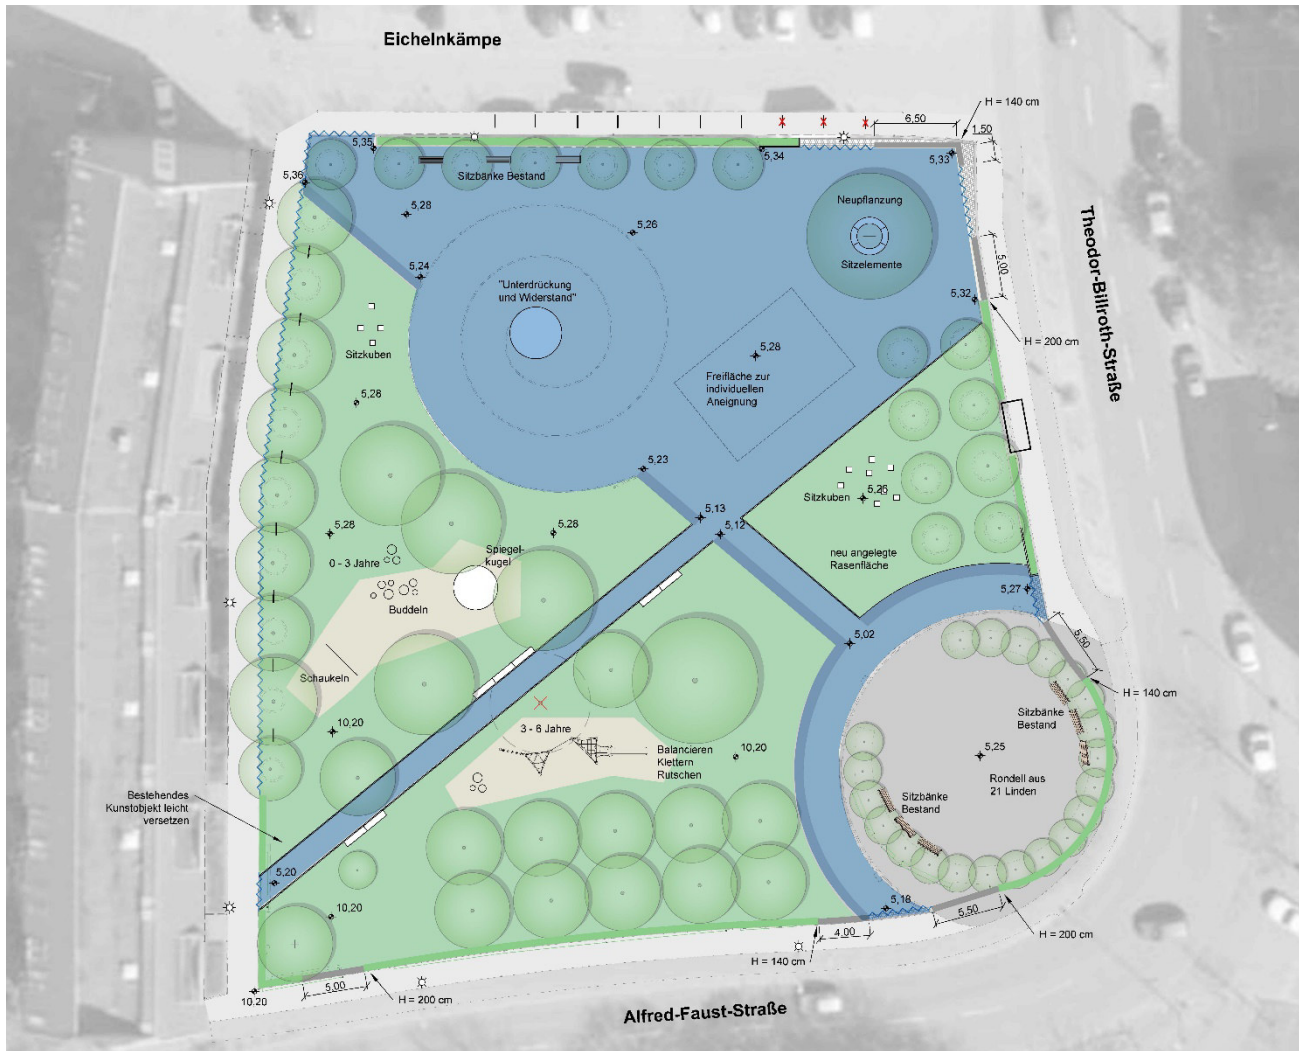 Eichelnkämpe
H = 140 cm
6,50
1,50
5,35
5,34
5,33
5,36
Sitzbänke Bestand
5,28
5,26
Neupflanzung
Sitzelemente
Theodor-Billroth-Straße
5,00
5,24
"Unterdrückung
und Widerstand"
5,32
Sitzkuben
H = 200 cm
5,28
Freifläche zur
individuellen
Aneignung
5,28
5,23
Sitzkuben
5,26
5,13
5,12
5,28
5,28
0 - 3 Jahre
Spiegel-
kugel
neu angelegte
Rasenfläche
Buddeln
5,27
5,02
5,50
Schaukeln
H = 140 cm
Sitzbänke
Bestand
10,20
3 - 6 Jahre
Balancieren
Klettern
Rutschen
10,20
5,25
Rondell aus
21 Linden
Bestehendes
Kunstobjekt leicht
versetzen
Sitzbänke
Bestand
5,20
10,20
5,18
5,50
4,00
H = 200 cm
H = 140 cm
5,00
10,20
H = 200 cm
Alfred-Faust-Straße